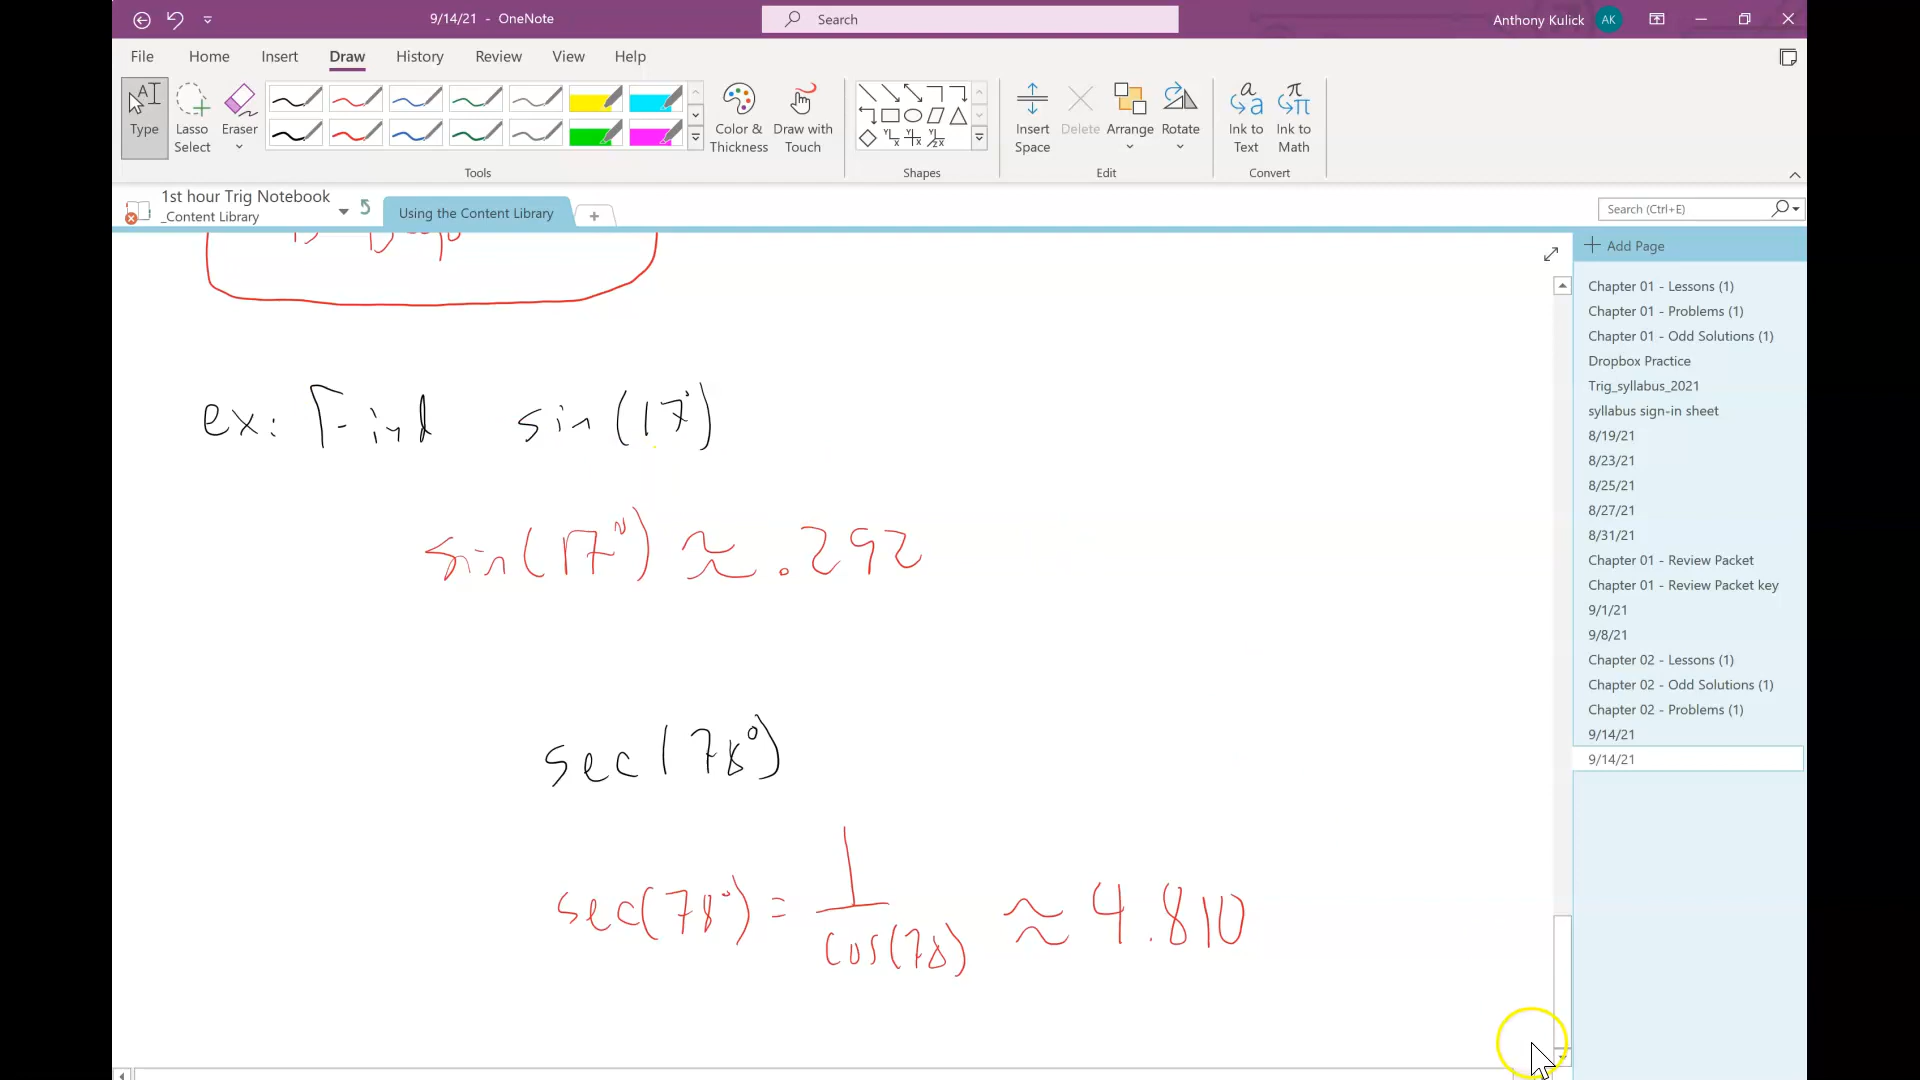 9/14/21 - OneNote
Search
Anthony Kulick
AK
File Home Insert Draw History Review View Help
Type
Lasso Select
Eraser
Color & Thickness
Draw with Touch
Insert Space
Delete
Arrange
Rotate
Ink to Text
Ink to Math
Tools
Shapes
Edit
Convert
1st hour Trig Notebook
_Content Library
Using the Content Library
Search (Ctrl+E)
Add Page
Chapter 01 - Lessons (1)
Chapter 01 - Problems (1)
Chapter 01 - Odd Solutions (1)
Dropbox Practice
Trig_syllabus_2021
syllabus sign-in sheet
8/19/21
8/23/21
8/25/21
8/27/21
8/31/21
Chapter 01 - Review Packet
Chapter 01 - Review Packet key
9/1/21
9/8/21
Chapter 02 - Lessons (1)
Chapter 02 - Odd Solutions (1)
Chapter 02 - Problems (1)
9/14/21
9/14/21
ex: Find sin(17°)
sin(17°) ≈ .292
sec(78°)
sec(78°) = 1/cos(78) ≈ 4.810